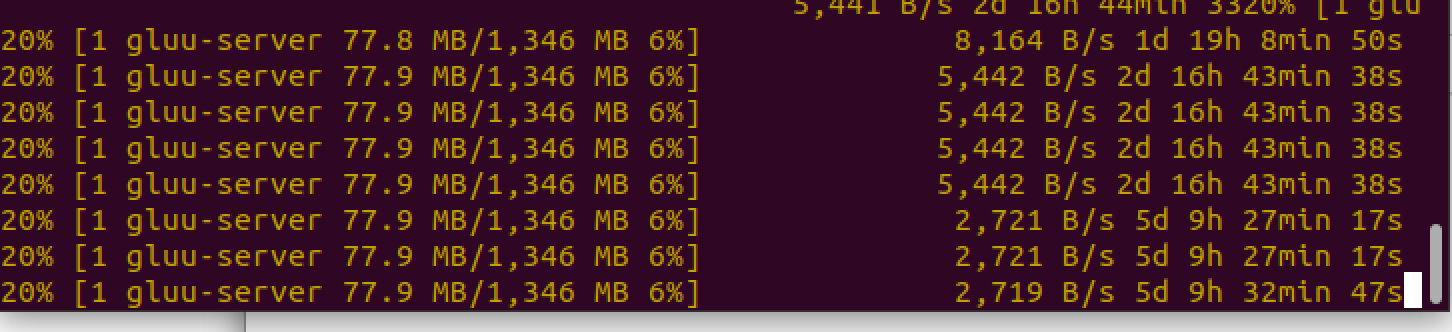 5,441 B/s 2d 16h 44min 3320% [1 glu
20% [1 gluu-server 77.8 MB/1,346 MB 6%] 8,164 B/s 1d 19h 8min 50s
20% [1 gluu-server 77.9 MB/1,346 MB 6%] 5,442 B/s 2d 16h 43min 38s
20% [1 gluu-server 77.9 MB/1,346 MB 6%] 5,442 B/s 2d 16h 43min 38s
20% [1 gluu-server 77.9 MB/1,346 MB 6%] 5,442 B/s 2d 16h 43min 38s
20% [1 gluu-server 77.9 MB/1,346 MB 6%] 5,442 B/s 2d 16h 43min 38s
20% [1 gluu-server 77.9 MB/1,346 MB 6%] 2,721 B/s 5d 9h 27min 17s
20% [1 gluu-server 77.9 MB/1,346 MB 6%] 2,721 B/s 5d 9h 27min 17s
20% [1 gluu-server 77.9 MB/1,346 MB 6%] 2,719 B/s 5d 9h 32min 47s